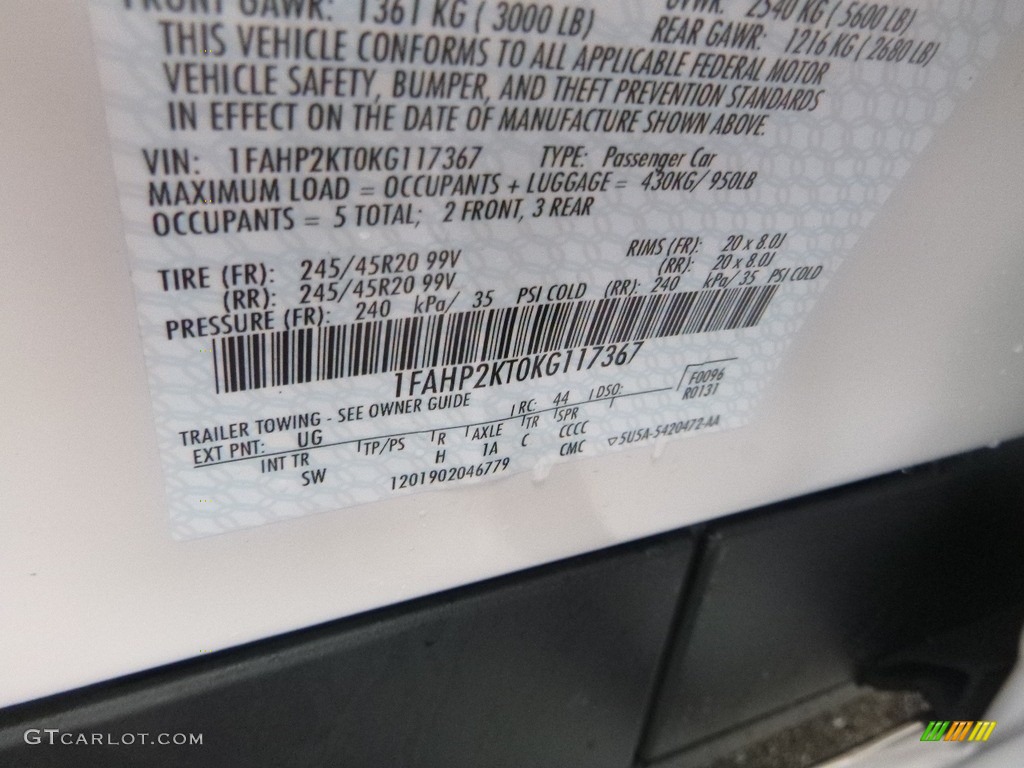 FRONT GAWR: 1361 KG ( 3000 LB)
GVWR: 2540 KG ( 5600 LB)
REAR GAWR: 1216 KG ( 2680 LB)
THIS VEHICLE CONFORMS TO ALL APPLICABLE FEDERAL MOTOR
VEHICLE SAFETY, BUMPER, AND THEFT PREVENTION STANDARDS
IN EFFECT ON THE DATE OF MANUFACTURE SHOWN ABOVE.
VIN: 1FAHP2KT0KG117367 TYPE: Passenger Car
MAXIMUM LOAD = OCCUPANTS + LUGGAGE = 430KG/ 950LB
OCCUPANTS = 5 TOTAL; 2 FRONT, 3 REAR
TIRE (FR): 245/45R20 99V RIMS (FR): 20 x 8.0J
(RR): 245/45R20 99V (RR): 20 x 8.0J
PRESSURE (FR): 240 kPa/ 35 PSI COLD (RR): 240 kPa/ 35 PSI COLD
1FAHP2KT0KG117367
TRAILER TOWING - SEE OWNER GUIDE
EXT PNT: UG RC: 44 DSO: F0096
R0131
INT TR TP/PS R AXLE TR SPR
SW H 1A C CCCC
CMC
1201902046779
▽5U5A-5420472-AA
GTCARLOT.COM